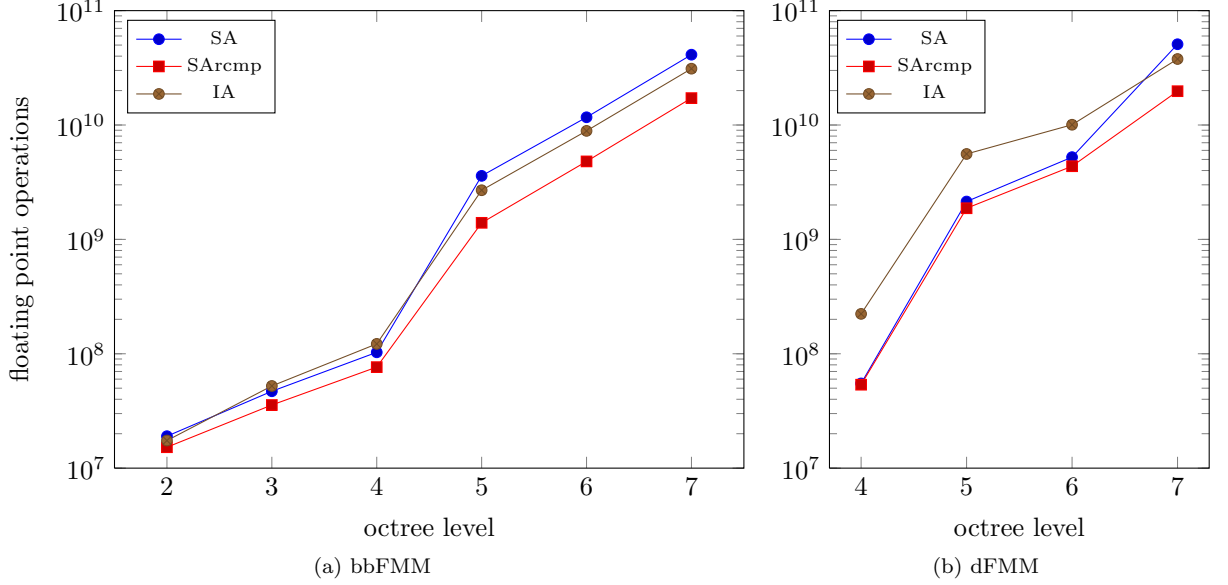 floating point operations
10^11
10^10
10^9
10^8
10^7
SA
SArcmp
IA
2 3 4 5 6 7
octree level
(a) bbFMM
10^11
10^10
10^9
10^8
10^7
SA
SArcmp
IA
4 5 6 7
octree level
(b) dFMM